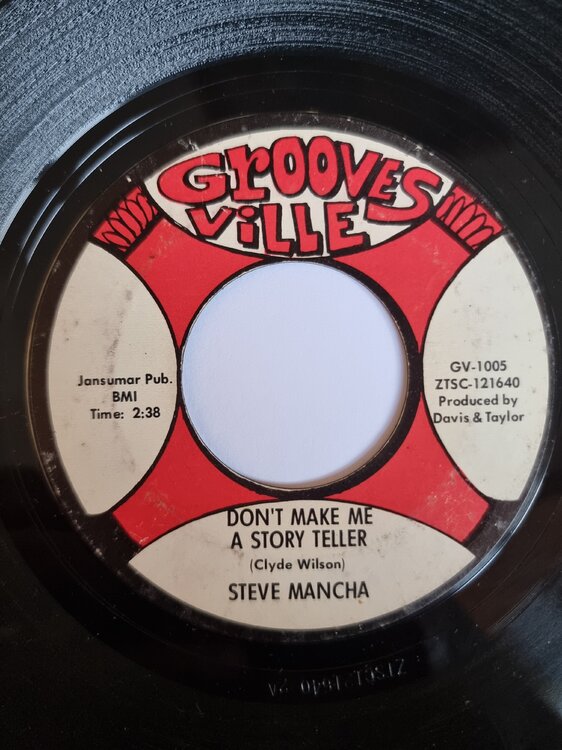 GROOVES
ViLLE
Jansumar Pub.
BMI
Time: 2:38
GV-1005
ZTSC-121640
Produced by
Davis & Taylor
DON'T MAKE ME
A STORY TELLER
(Clyde Wilson)
STEVE MANCHA